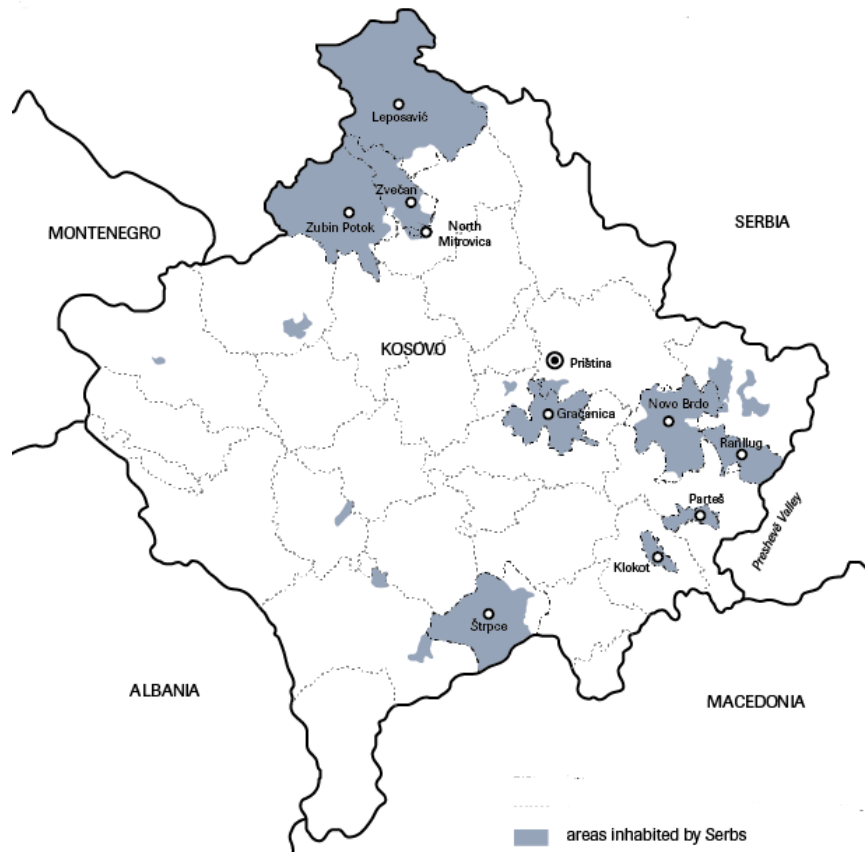 Leposavič
Zvečan
Zubin Potok
North
Mitrovica
MONTENEGRO
SERBIA
KOSOVO
Priština
Gračanica
Novo Brdo
Ranllug
Parteš
Preshevë Valley
Klokot
Štrpce
ALBANIA
MACEDONIA
areas inhabited by Serbs